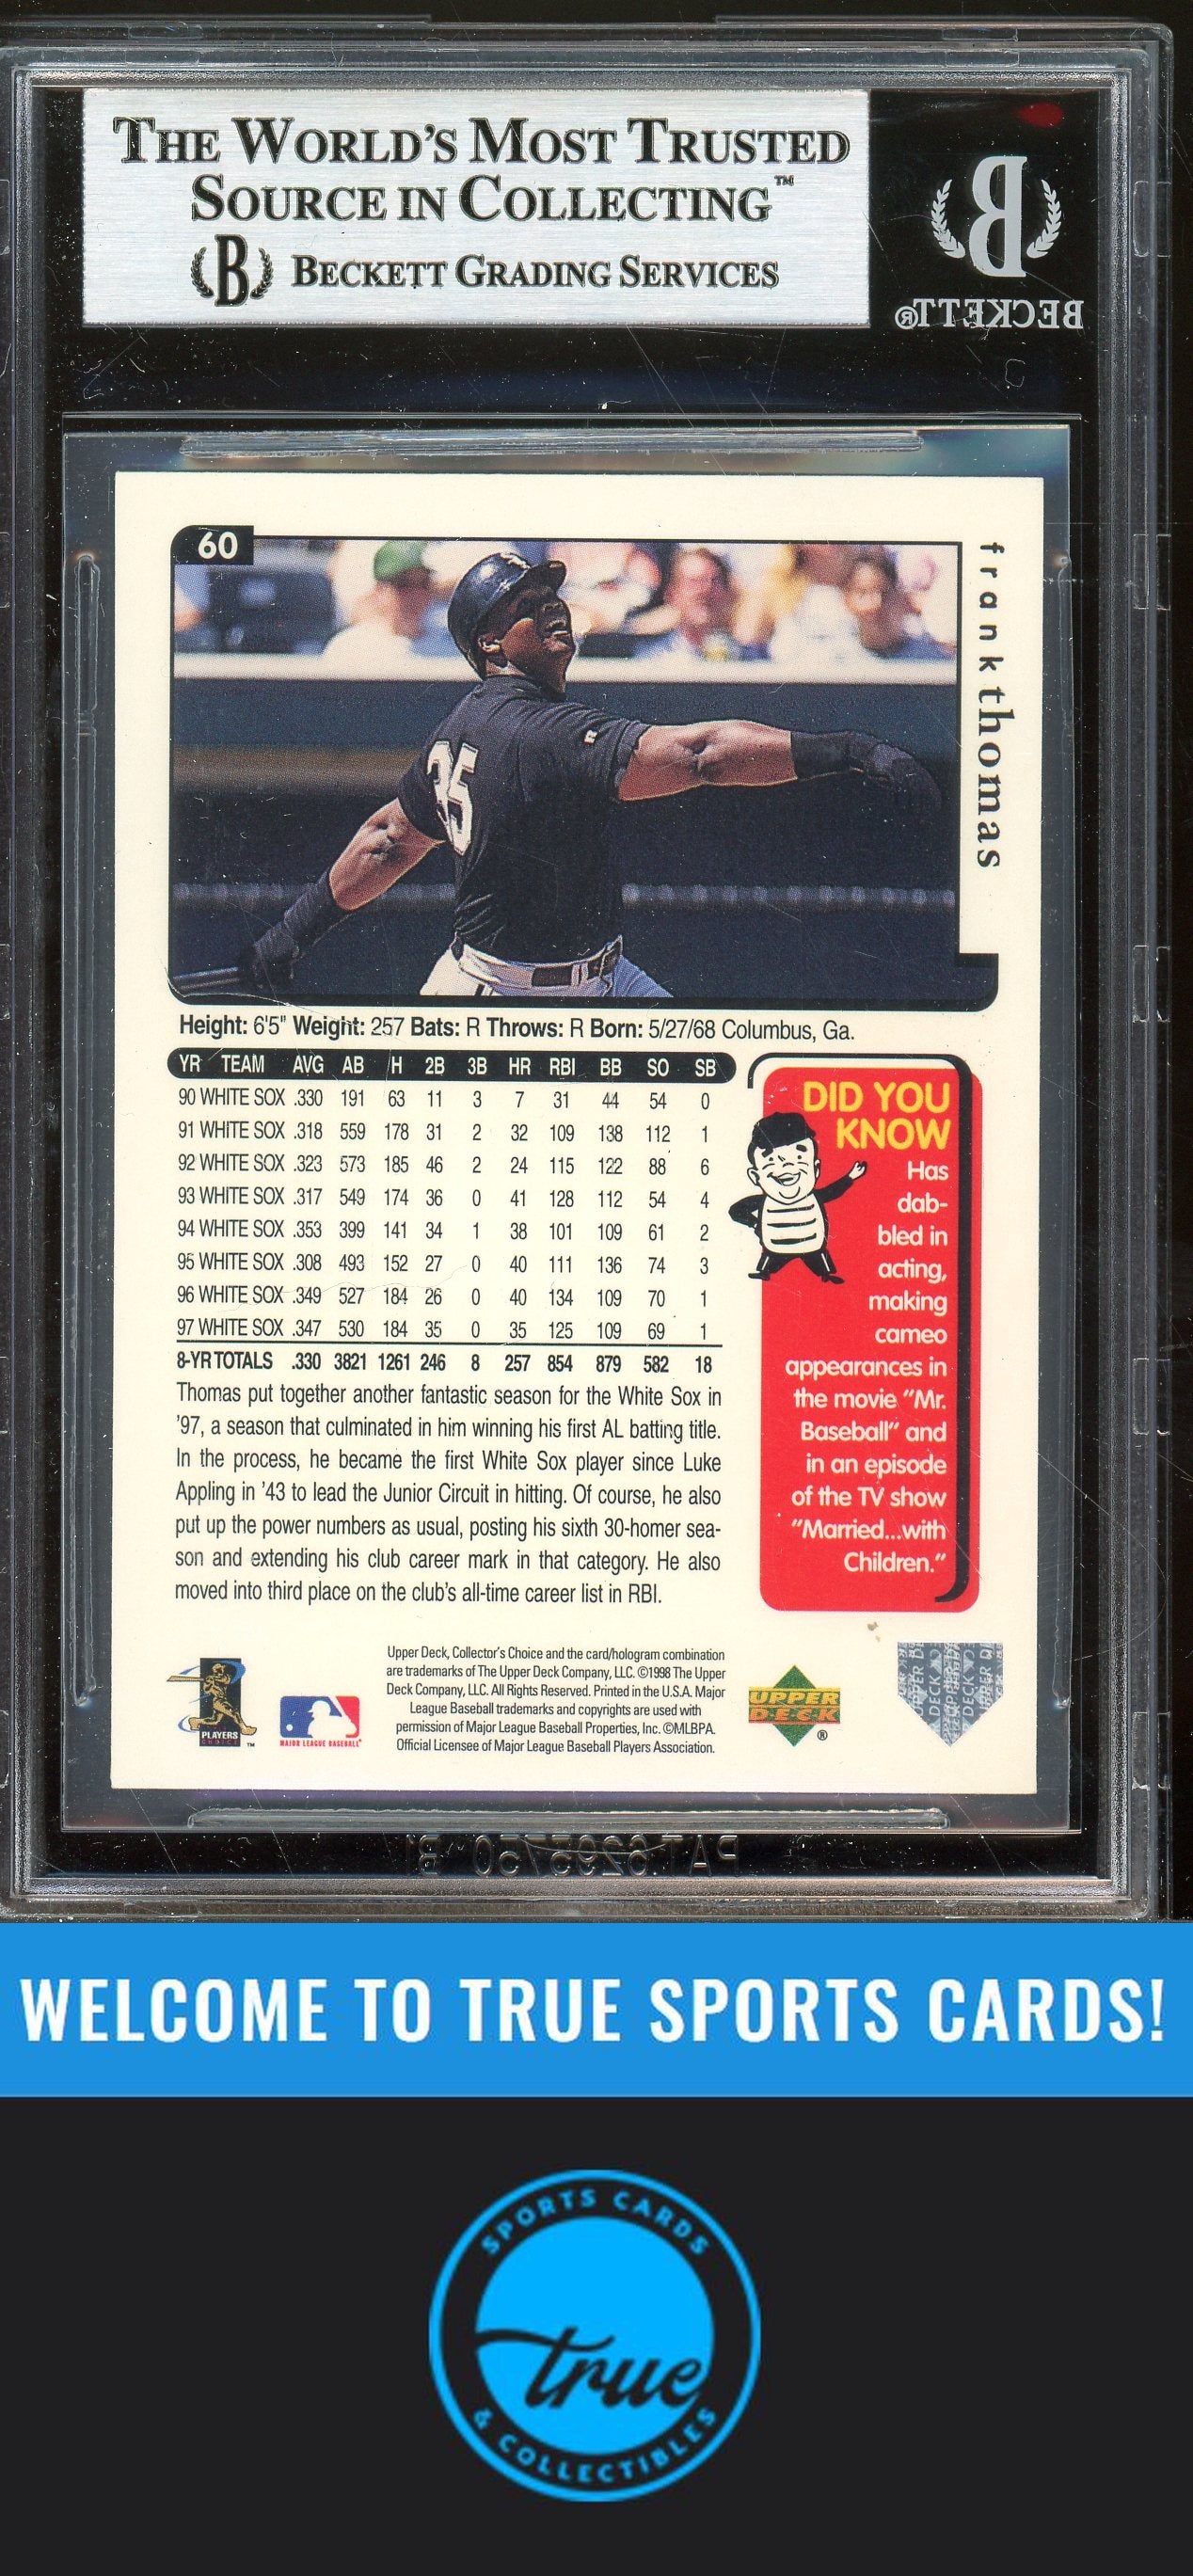 THE WORLD'S MOST TRUSTED
SOURCE IN COLLECTING™
B BECKETT GRADING SERVICES
B
BECKETT®
60
frank thomas
35
Height: 6'5" Weight: 257 Bats: R Throws: R Born: 5/27/68 Columbus, Ga.
YR TEAM AVG AB H 2B 3B HR RBI BB SO SB
90 WHITE SOX .330 191 63 11 3 7 31 44 54 0
91 WHITE SOX .318 559 178 31 2 32 109 138 112 1
92 WHITE SOX .323 573 185 46 2 24 115 122 88 6
93 WHITE SOX .317 549 174 36 0 41 128 112 54 4
94 WHITE SOX .353 399 141 34 1 38 101 109 61 2
95 WHITE SOX .308 493 152 27 0 40 111 136 74 3
96 WHITE SOX .349 527 184 26 0 40 134 109 70 1
97 WHITE SOX .347 530 184 35 0 35 125 109 69 1
8-YR TOTALS .330 3821 1261 246 8 257 854 879 582 18
Thomas put together another fantastic season for the White Sox in
'97, a season that culminated in him winning his first AL batting title.
In the process, he became the first White Sox player since Luke
Appling in '43 to lead the Junior Circuit in hitting. Of course, he also
put up the power numbers as usual, posting his sixth 30-homer sea-
son and extending his club career mark in that category. He also
moved into third place on the club's all-time career list in RBI.
DID YOU
KNOW
Has
dab-
bled in
acting,
making
cameo
appearances in
the movie "Mr.
Baseball" and
in an episode
of the TV show
"Married...with
Children."
PLAYERS
CHOICE ™
MAJOR LEAGUE BASEBALL
Upper Deck, Collector's Choice and the card/hologram combination
are trademarks of The Upper Deck Company, LLC. ©1998 The Upper
Deck Company, LLC. All Rights Reserved. Printed in the U.S.A. Major
League Baseball trademarks and copyrights are used with
permission of Major League Baseball Properties, Inc. ©MLBPA.
Official Licensee of Major League Baseball Players Association.
UPPER
DECK
®
UPPER DECK
WELCOME TO TRUE SPORTS CARDS!
SPORTS CARDS
true
& COLLECTIBLES